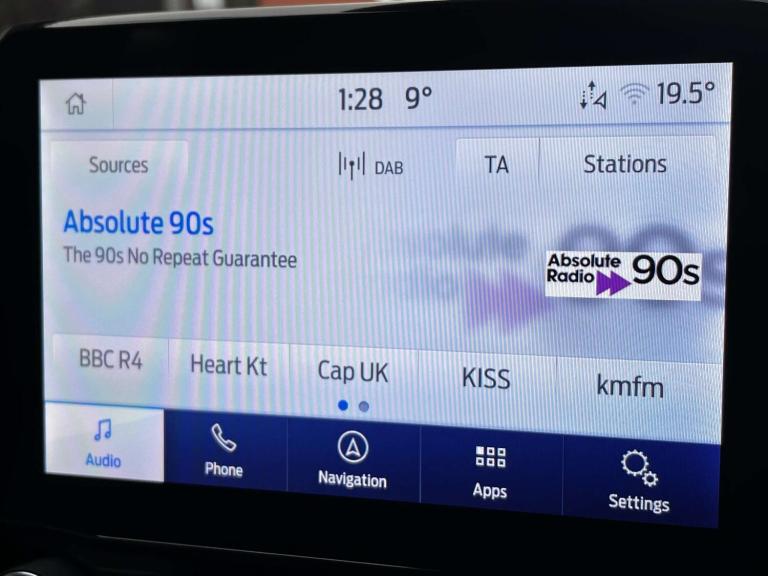 1:28 9° 19.5°
Sources DAB TA Stations
Absolute 90s
The 90s No Repeat Guarantee
Absolute
Radio 90s
BBC R4 Heart Kt Cap UK KISS kmfm
Audio Phone Navigation Apps Settings